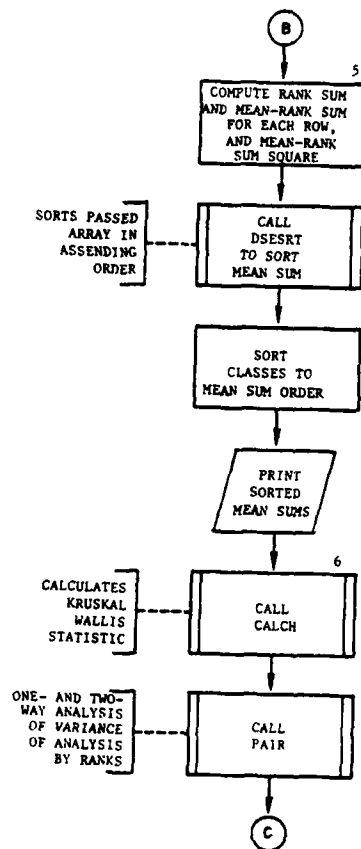 B
5
COMPUTE RANK SUM
AND MEAN-RANK SUM
FOR EACH ROW,
AND MEAN-RANK
SUM SQUARE
SORTS PASSED
ARRAY IN
ASSENDING
ORDER
CALL
DSESRT
TO SORT
MEAN SUM
SORT
CLASSES TO
MEAN SUM ORDER
PRINT
SORTED
MEAN SUMS
6
CALCULATES
KRUSKAL
WALLIS
STATISTIC
CALL
CALCH
ONE- AND TWO-
WAY ANALYSIS
OF VARIANCE
OF ANALYSIS
BY RANKS
CALL
PAIR
C